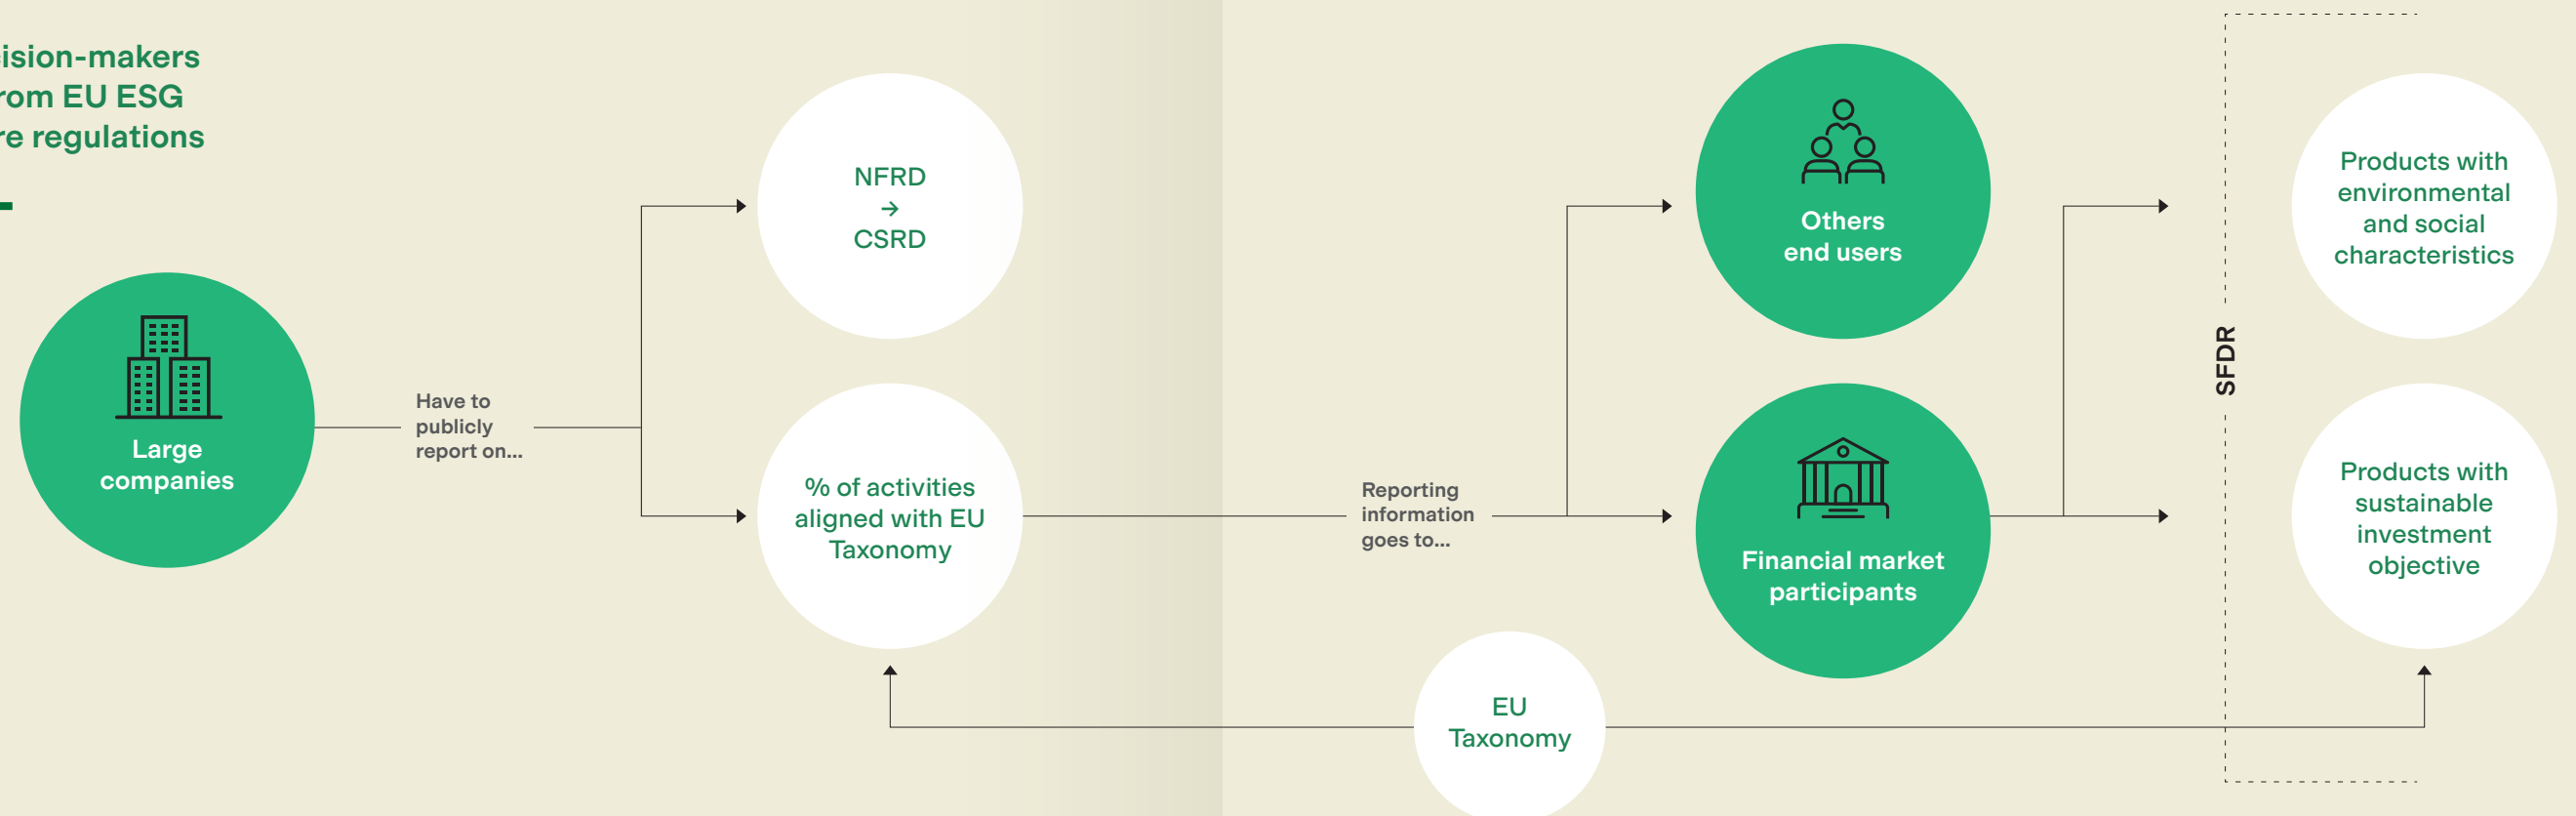 cision-makers
rom EU ESG
re regulations
Large
companies
Have to
publicly
report on...
NFRD
→
CSRD
% of activities
aligned with EU
Taxonomy
Reporting
information
goes to...
Others
end users
Financial market
participants
EU
Taxonomy
SFDR
Products with
environmental
and social
characteristics
Products with
sustainable
investment
objective